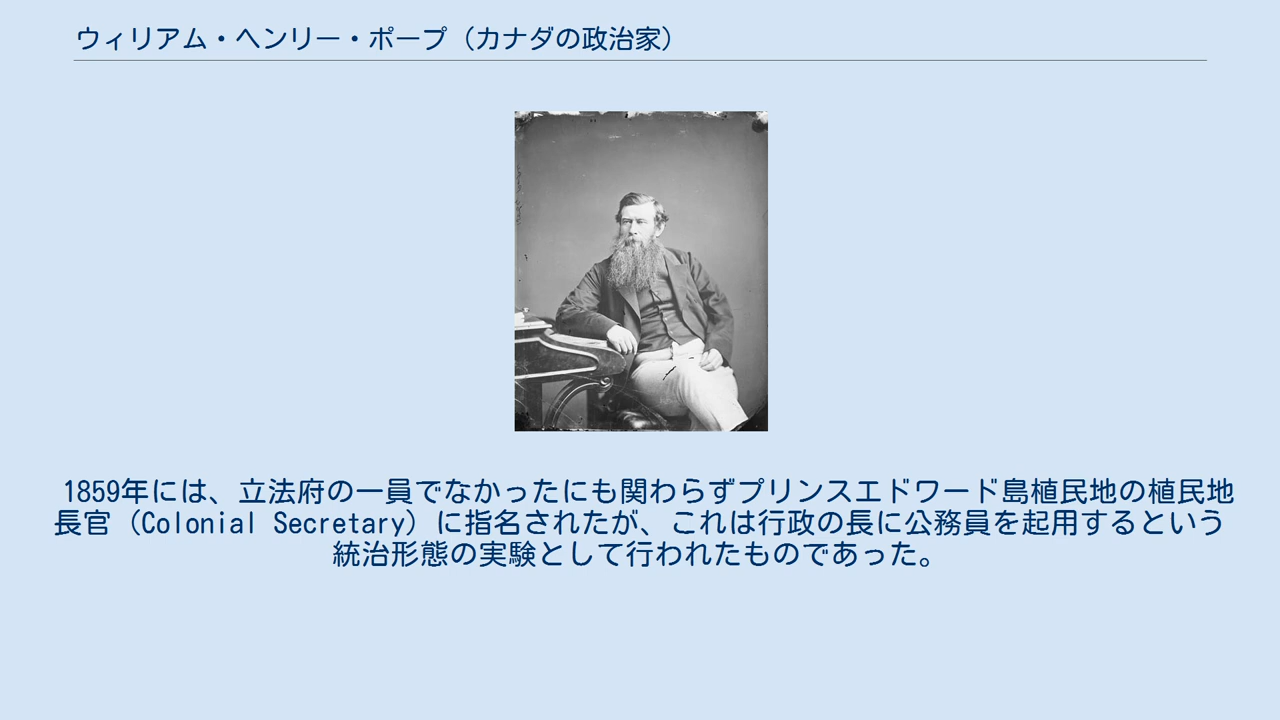 ウィリアム・ヘンリー・ポープ（カナダの政治家）
1859年には、立法府の一員でなかったにも関わらずプリンスエドワード島植民地の植民地
長官（Colonial Secretary）に指名されたが、これは行政の長に公務員を起用するという
統治形態の実験として行われたものであった。